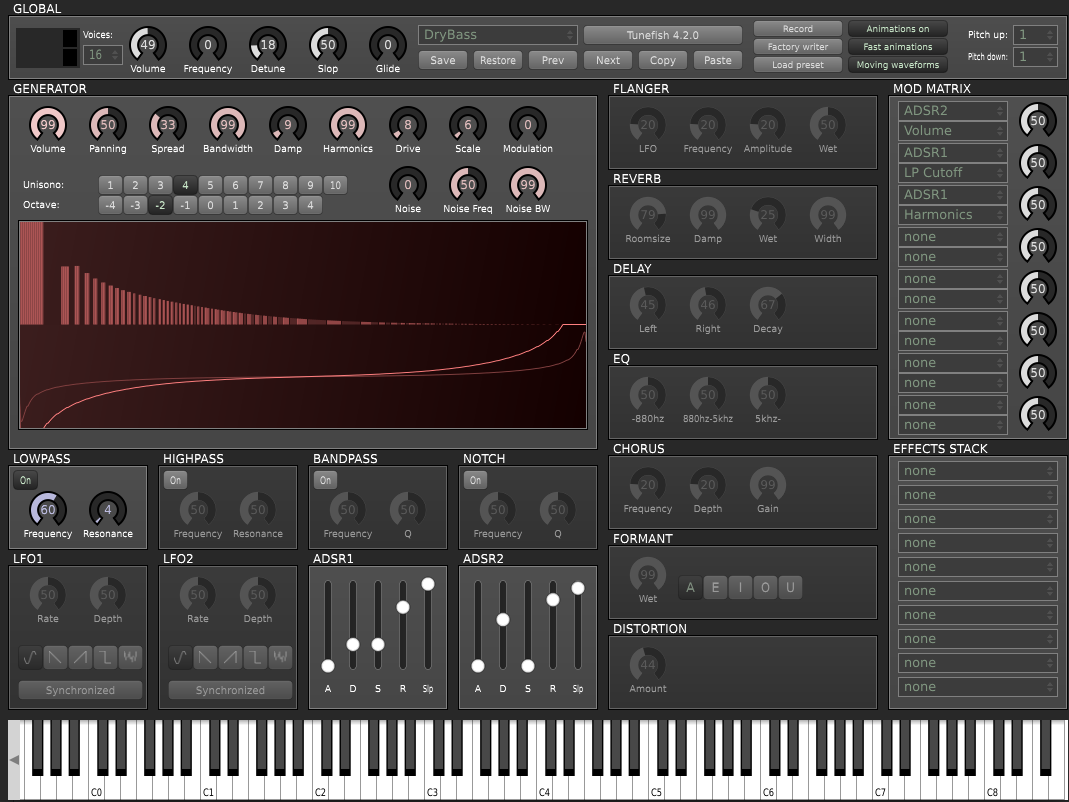 GLOBAL
Voices:
16
49
0
18
50
0
Volume
Frequency
Detune
Slop
Glide
DryBass
Tunefish 4.2.0
Save
Restore
Prev
Next
Copy
Paste
Record
Factory writer
Load preset
Animations on
Fast animations
Moving waveforms
Pitch up:
1
Pitch down:
1
GENERATOR
99
50
33
99
9
99
8
6
0
Volume
Panning
Spread
Bandwidth
Damp
Harmonics
Drive
Scale
Modulation
Unisono:
1 2 3 4 5 6 7 8 9 10
Octave:
-4 -3 -2 -1 0 1 2 3 4
0
50
99
Noise
Noise Freq
Noise BW
LOWPASS
On
60
4
Frequency
Resonance
HIGHPASS
On
50
50
Frequency
Resonance
BANDPASS
On
50
50
Frequency
Q
NOTCH
On
50
50
Frequency
Q
LFO1
50
50
Rate
Depth
Synchronized
LFO2
50
50
Rate
Depth
Synchronized
ADSR1
A D S R Slp
ADSR2
A D S R Slp
FLANGER
20
20
20
50
LFO
Frequency
Amplitude
Wet
REVERB
79
99
25
99
Roomsize
Damp
Wet
Width
DELAY
45
46
67
Left
Right
Decay
EQ
50
50
50
-880hz
880hz-5khz
5khz-
CHORUS
20
20
99
Frequency
Depth
Gain
FORMANT
99
Wet
A E I O U
DISTORTION
44
Amount
MOD MATRIX
ADSR2
Volume
50
ADSR1
LP Cutoff
50
ADSR1
Harmonics
50
none
none
50
none
none
50
none
none
50
none
none
50
none
none
50
EFFECTS STACK
none
none
none
none
none
none
none
none
none
none
C0 C1 C2 C3 C4 C5 C6 C7 C8